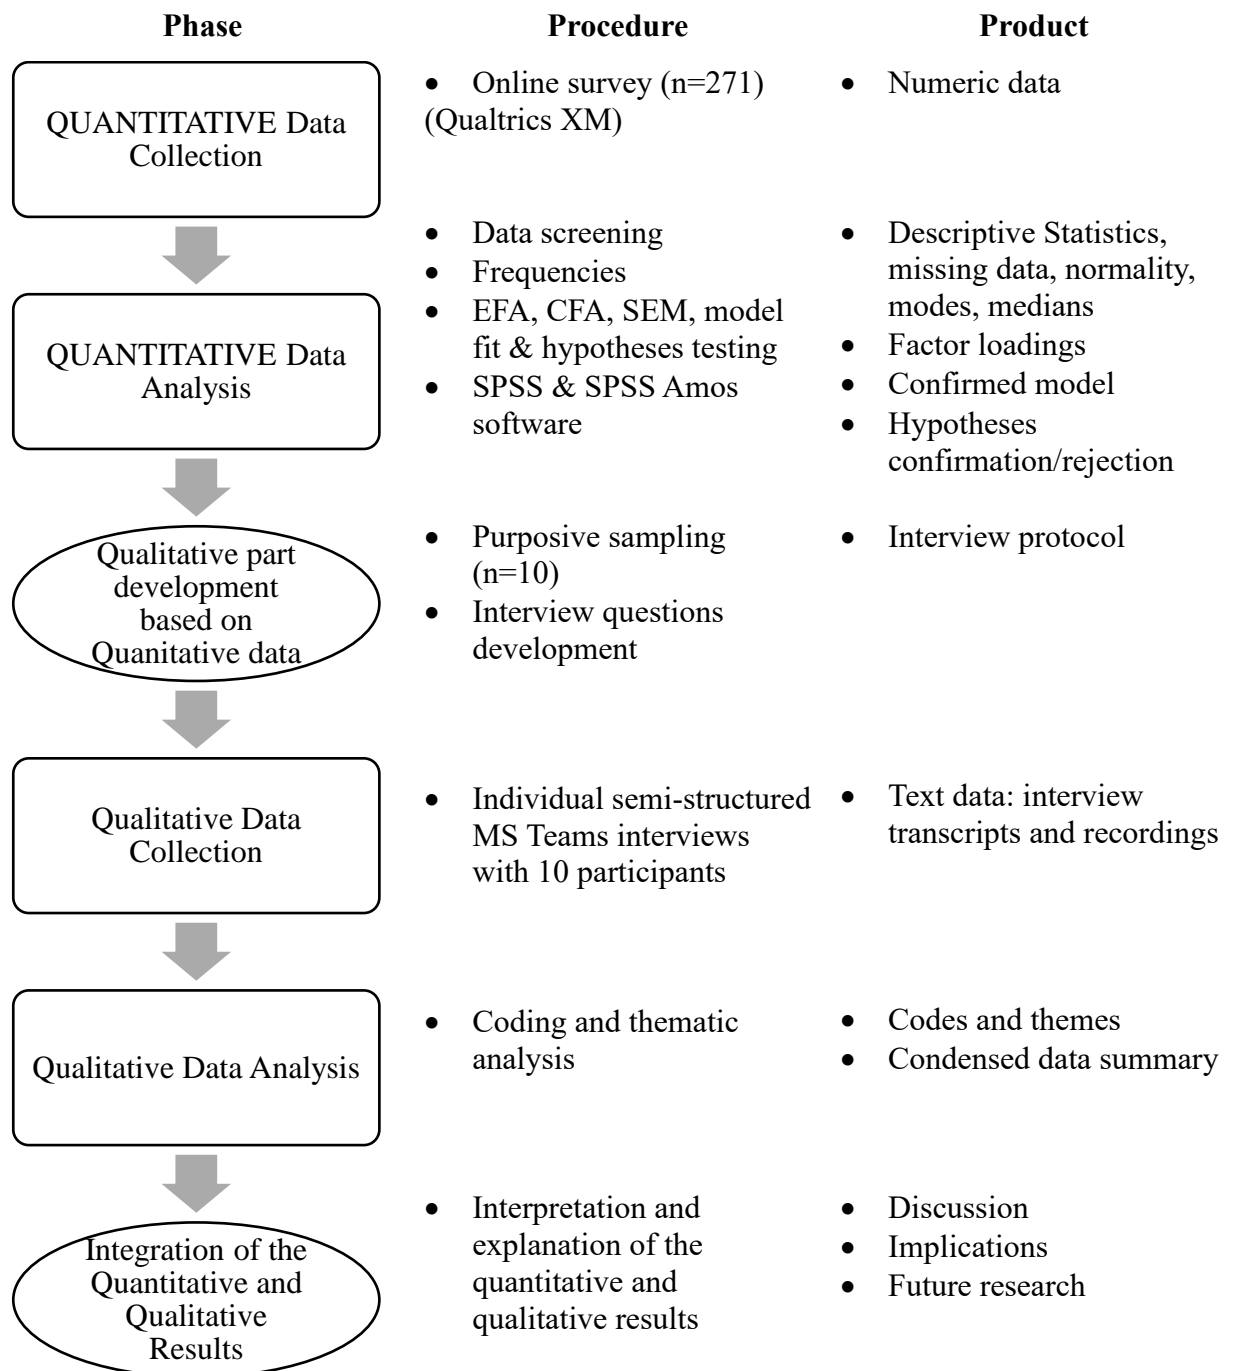 Phase
Procedure
Product
QUANTITATIVE Data
Collection
• Online survey (n=271)
(Qualtrics XM)
• Numeric data
QUANTITATIVE Data
Analysis
• Data screening
• Frequencies
• EFA, CFA, SEM, model
fit & hypotheses testing
• SPSS & SPSS Amos
software
• Descriptive Statistics,
missing data, normality,
modes, medians
• Factor loadings
• Confirmed model
• Hypotheses
confirmation/rejection
Qualitative part
development
based on
Quanitative data
• Purposive sampling
(n=10)
• Interview questions
development
• Interview protocol
Qualitative Data
Collection
• Individual semi-structured
MS Teams interviews
with 10 participants
• Text data: interview
transcripts and recordings
Qualitative Data Analysis
• Coding and thematic
analysis
• Codes and themes
• Condensed data summary
Integration of the
Quantitative and
Qualitative
Results
• Interpretation and
explanation of the
quantitative and
qualitative results
• Discussion
• Implications
• Future research